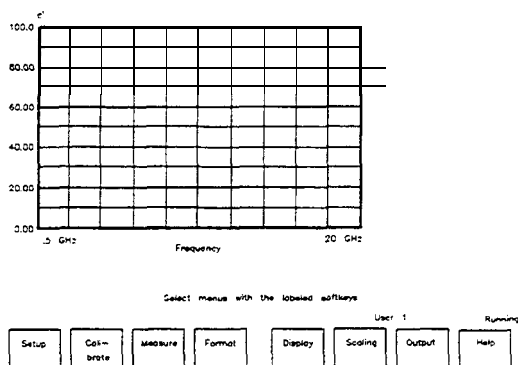 e'
100.0
80.00
60.00
40.00
20.00
0.00
.5 GHz
20 GHz
Frequency
Select menus with the labeled softkeys
User 1
Running
Setup
Cali-
brate
Measure
Format
Display
Scaling
Output
Help